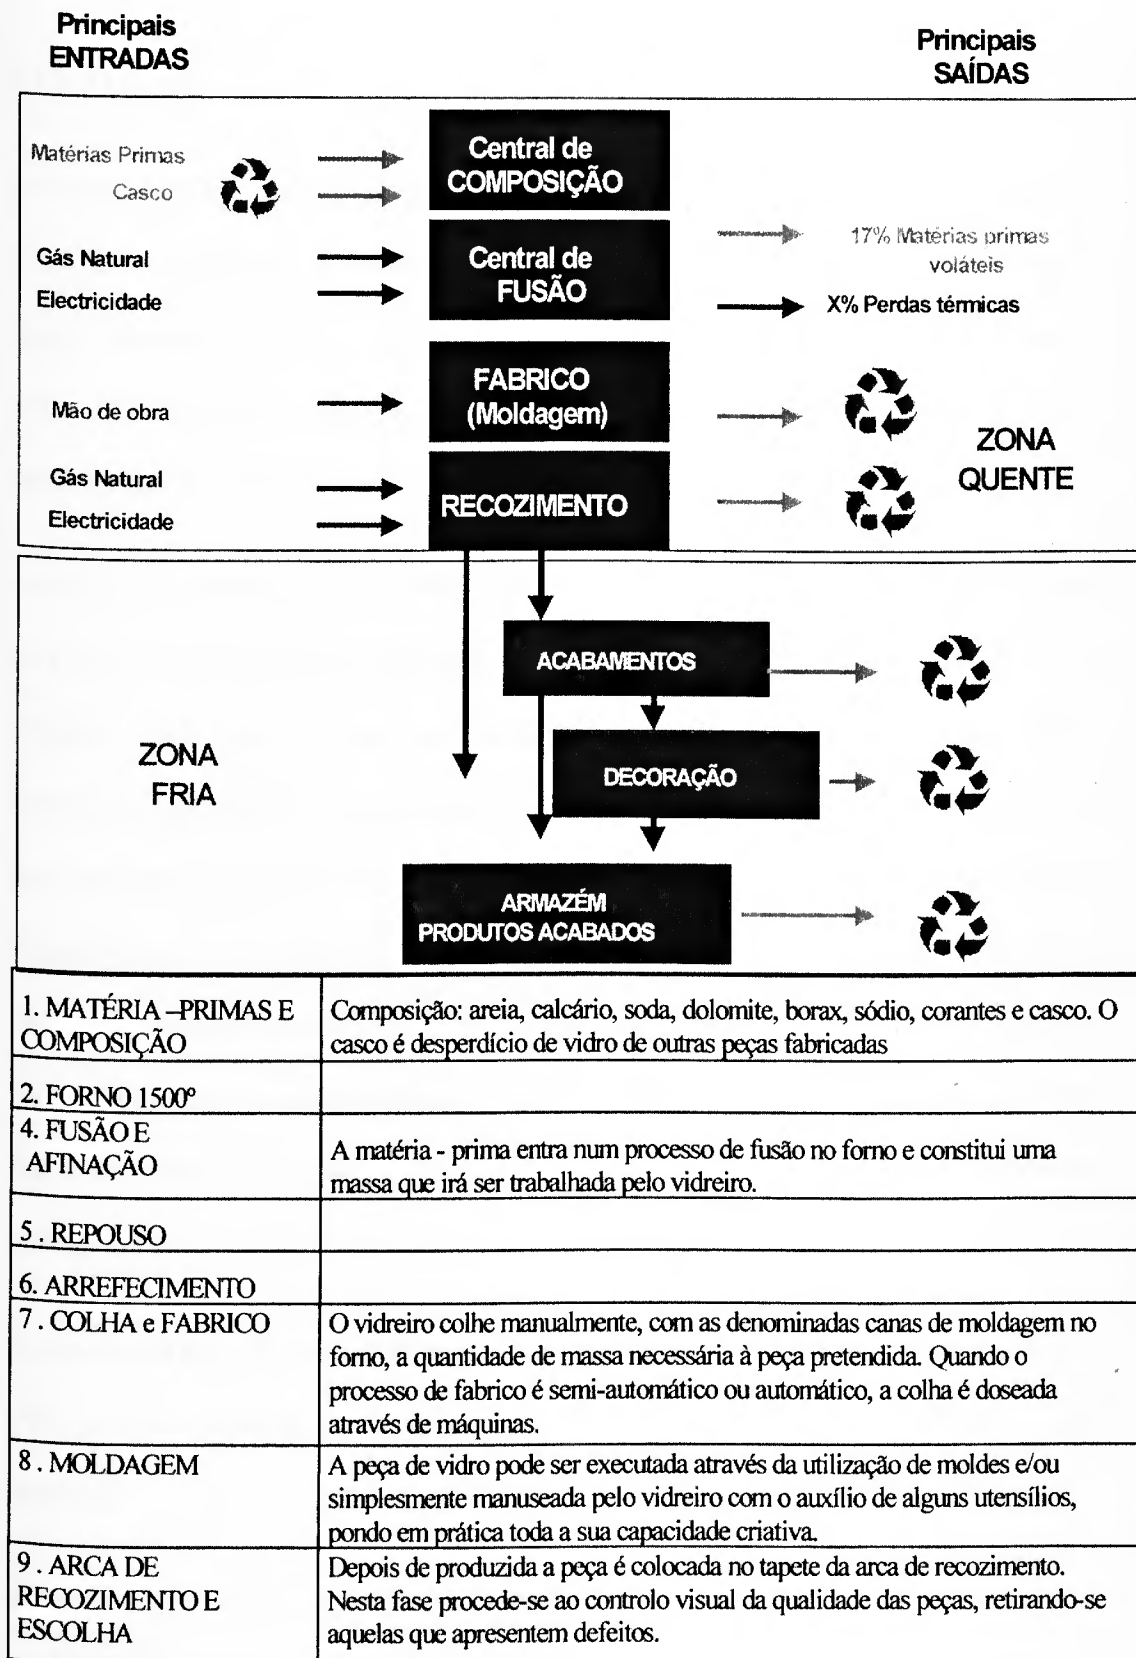 Principais
ENTRADAS
Principais
SAÍDAS
Matérias Primas
Casco
Central de
COMPOSIÇÃO
Gás Natural
Electricidade
Central de
FUSÃO
17% Matérias primas
voláteis
X% Perdas térmicas
Mão de obra
FABRICO
(Moldagem)
ZONA
QUENTE
Gás Natural
Electricidade
RECOZIMENTO
ACABAMENTOS
ZONA
FRIA
DECORAÇÃO
ARMAZÉM
PRODUTOS ACABADOS
1. MATÉRIA –PRIMAS E
COMPOSIÇÃO
Composição: areia, calcário, soda, dolomite, borax, sódio, corantes e casco. O
casco é desperdício de vidro de outras peças fabricadas
2. FORNO 1500º
4. FUSÃO E
AFINAÇÃO
A matéria - prima entra num processo de fusão no forno e constitui uma
massa que irá ser trabalhada pelo vidreiro.
5 . REPOUSO
6. ARREFECIMENTO
7 . COLHA e FABRICO
O vidreiro colhe manualmente, com as denominadas canas de moldagem no
forno, a quantidade de massa necessária à peça pretendida. Quando o
processo de fabrico é semi-automático ou automático, a colha é doseada
através de máquinas.
8 . MOLDAGEM
A peça de vidro pode ser executada através da utilização de moldes e/ou
simplesmente manuseada pelo vidreiro com o auxílio de alguns utensílios,
pondo em prática toda a sua capacidade criativa.
9 . ARCA DE
RECOZIMENTO E
ESCOLHA
Depois de produzida a peça é colocada no tapete da arca de recozimento.
Nesta fase procede-se ao controlo visual da qualidade das peças, retirando-se
aquelas que apresentem defeitos.